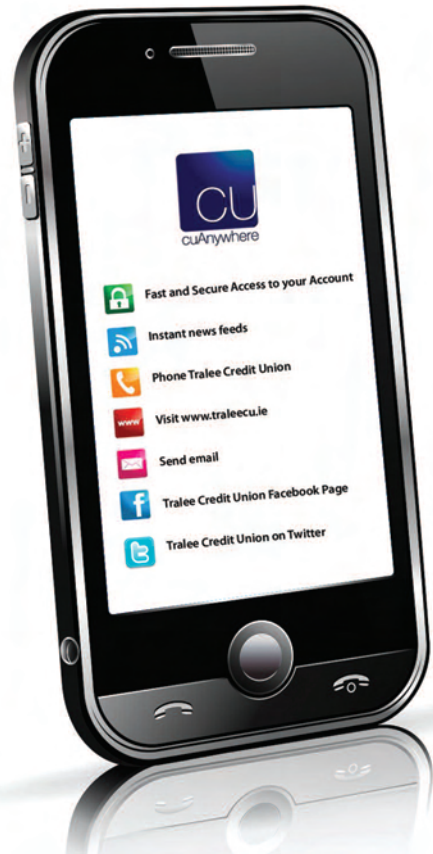 CU
cuAnywhere
Fast and Secure Access to your Account
Instant news feeds
Phone Tralee Credit Union
www
Visit www.traleecu.ie
Send email
f
Tralee Credit Union Facebook Page
t
Tralee Credit Union on Twitter